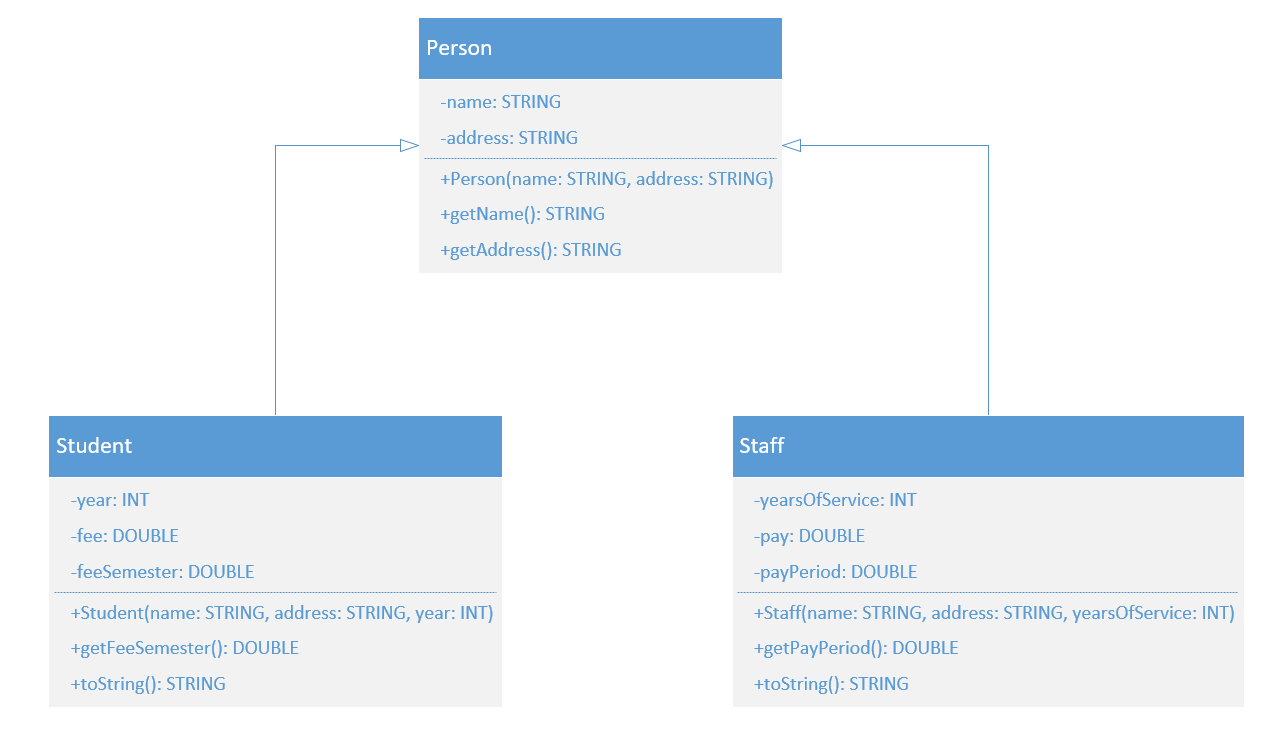 Person
-name: STRING
-address: STRING
+Person(name: STRING, address: STRING)
+getName(): STRING
+getAddress(): STRING
Student
-year: INT
-fee: DOUBLE
-feeSemester: DOUBLE
+Student(name: STRING, address: STRING, year: INT)
+getFeeSemester(): DOUBLE
+toString(): STRING
Staff
-yearsOfService: INT
-pay: DOUBLE
-payPeriod: DOUBLE
+Staff(name: STRING, address: STRING, yearsOfService: INT)
+getPayPeriod(): DOUBLE
+toString(): STRING